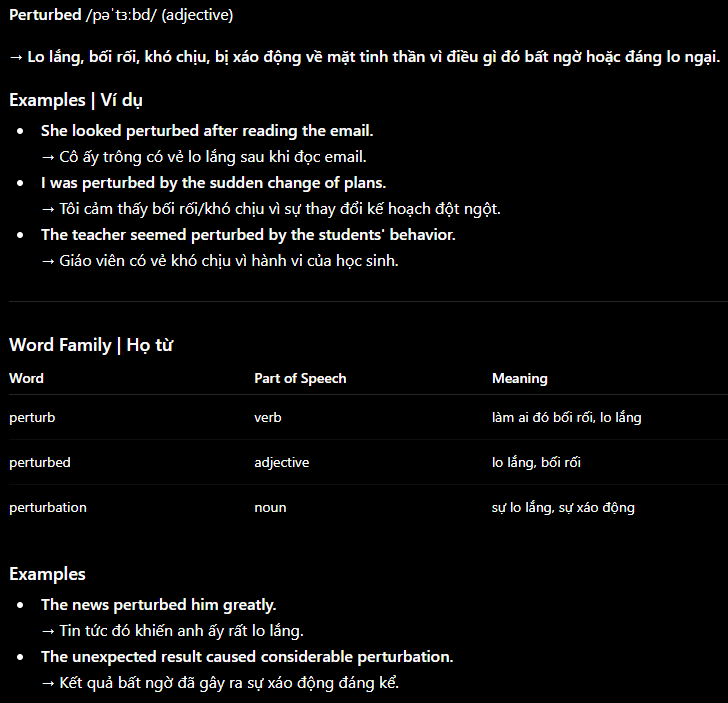 Perturbed /pəˈtɜːbd/ (adjective)
→ Lo lắng, bối rối, khó chịu, bị xáo động về mặt tinh thần vì điều gì đó bất ngờ hoặc đáng lo ngại.
Examples | Ví dụ
• She looked perturbed after reading the email.
→ Cô ấy trông có vẻ lo lắng sau khi đọc email.
• I was perturbed by the sudden change of plans.
→ Tôi cảm thấy bối rối/khó chịu vì sự thay đổi kế hoạch đột ngột.
• The teacher seemed perturbed by the students' behavior.
→ Giáo viên có vẻ khó chịu vì hành vi của học sinh.
Word Family | Họ từ
Word Part of Speech Meaning
perturb verb làm ai đó bối rối, lo lắng
perturbed adjective lo lắng, bối rối
perturbation noun sự lo lắng, sự xáo động
Examples
• The news perturbed him greatly.
→ Tin tức đó khiến anh ấy rất lo lắng.
• The unexpected result caused considerable perturbation.
→ Kết quả bất ngờ đã gây ra sự xáo động đáng kể.